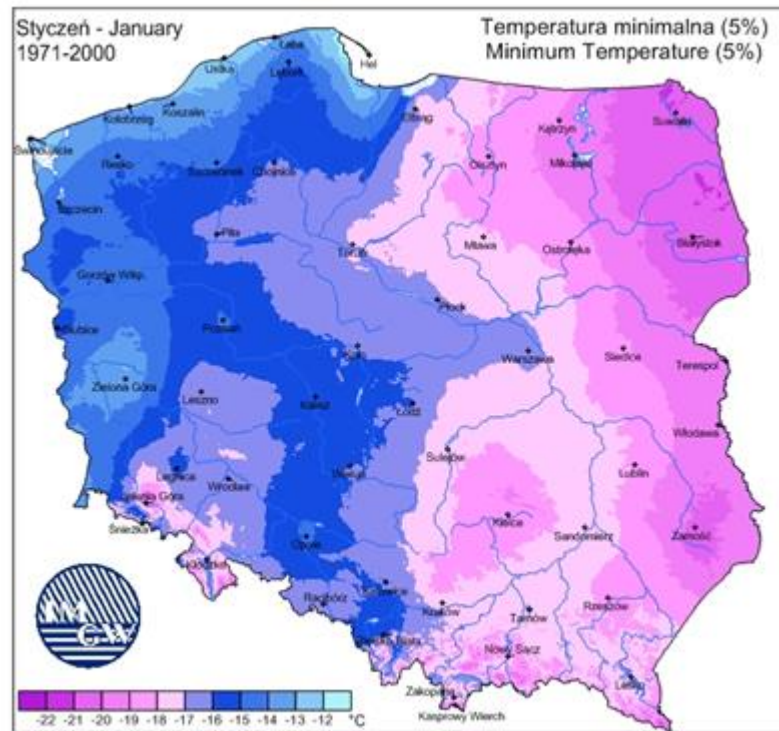 Styczeń - January
1971-2000
Temperatura minimalna (5%)
Minimum Temperature (5%)
Łeba
Hel
Ustka
Lębork
Koszalin
Kołobrzeg
Elbląg
Kętrzyn
Suwałki
Świnoujście
Resko
Szczecinek
Chojnice
Olsztyn
Mikołajki
Szczecin
Piła
Toruń
Mława
Ostrołęka
Białystok
Gorzów Wlkp.
Płock
Słubice
Poznań
Koło
Warszawa
Siedlce
Terespol
Zielona Góra
Leszno
Kalisz
Łódź
Włodawa
Sulejów
Legnica
Wrocław
Wieluń
Lublin
Jelenia Góra
Śnieżka
Kielce
Sandomierz
Zamość
Opole
Kłodzko
Racibórz
Katowice
Kraków
Tarnów
Rzeszów
Bielsko Biała
Nowy Sącz
Lesko
Zakopane
Kasprowy Wierch
IM
GW
-22 -21 -20 -19 -18 -17 -16 -15 -14 -13 -12 °C